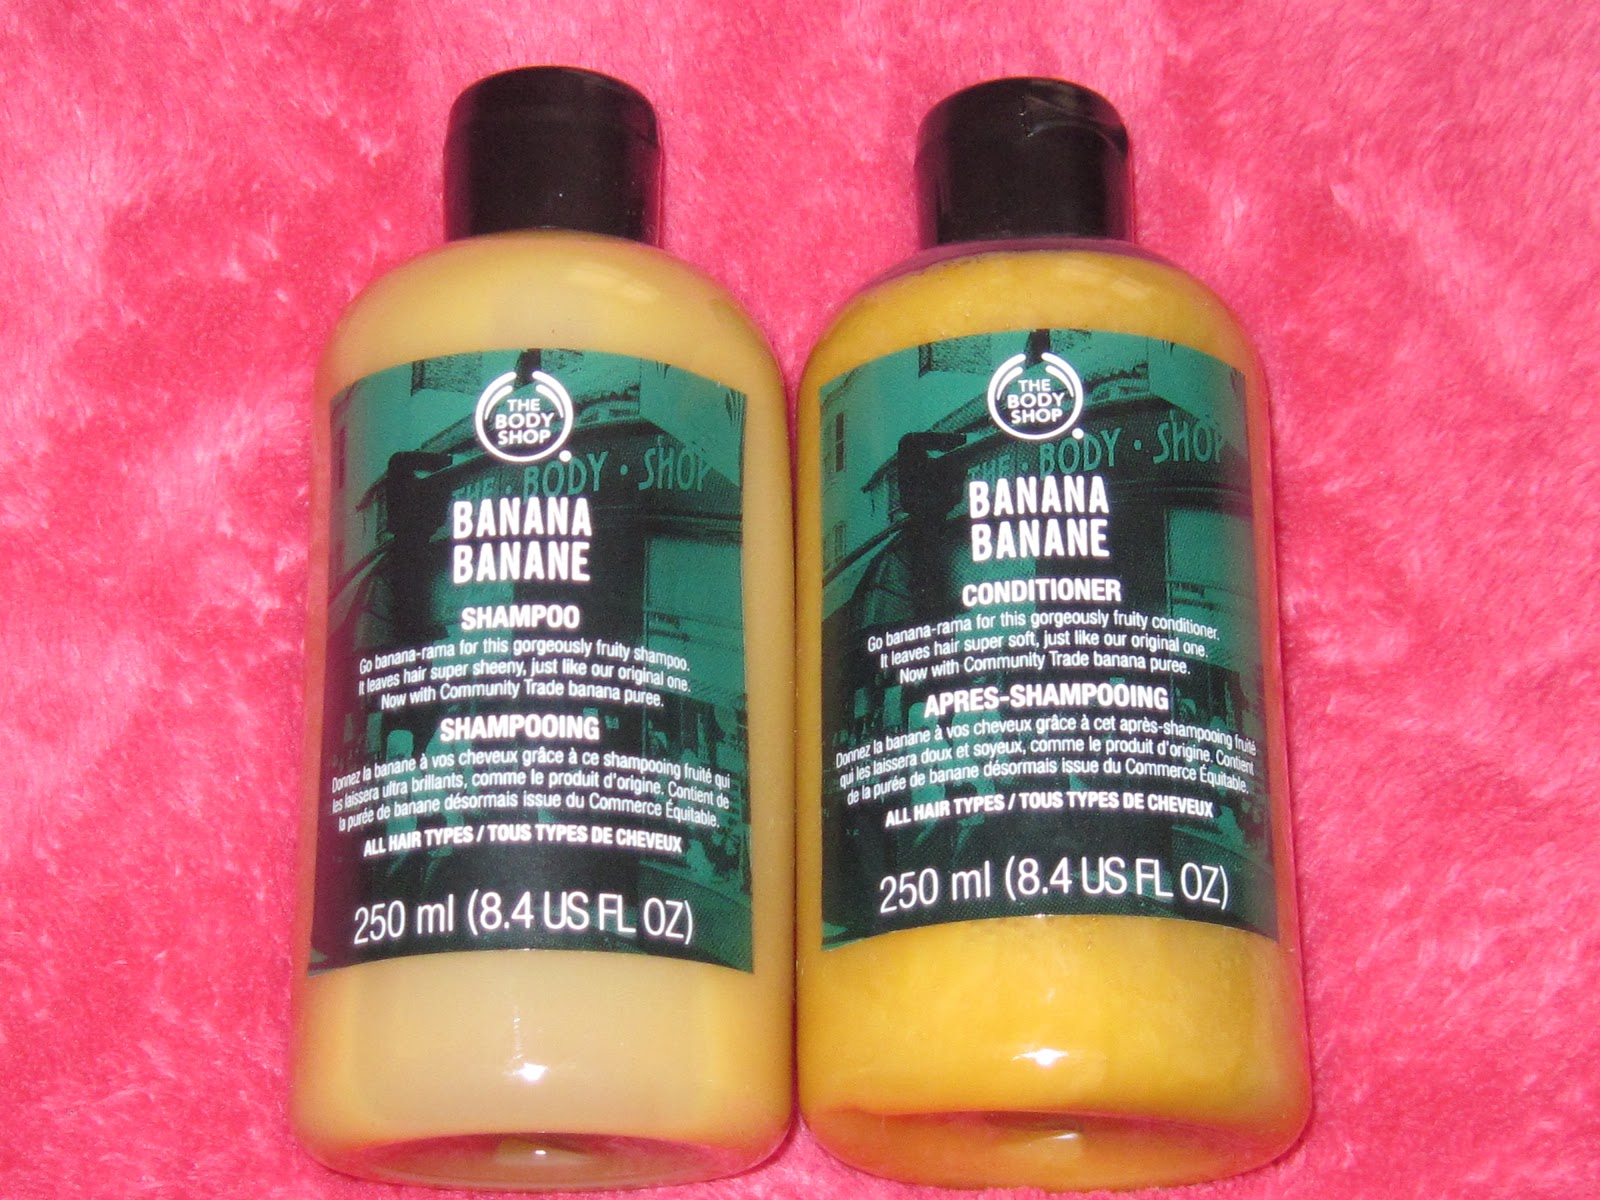 THE
BODY
SHOP
THE · BODY · SHOP
BANANA
BANANE
SHAMPOO
Go banana-rama for this gorgeously fruity shampoo.
It leaves hair super sheeny, just like our original one.
Now with Community Trade banana puree.
SHAMPOOING
Donnez la banane à vos cheveux grâce à ce shampooing fruité qui
les laissera ultra brillants, comme le produit d'origine. Contient de
la purée de banane désormais issue du Commerce Équitable.
ALL HAIR TYPES / TOUS TYPES DE CHEVEUX
250 ml (8.4 US FL OZ)
THE
BODY
SHOP
THE · BODY · SHOP
BANANA
BANANE
CONDITIONER
Go banana-rama for this gorgeously fruity conditioner.
It leaves hair super soft, just like our original one.
Now with Community Trade banana puree.
APRES-SHAMPOOING
Donnez la banane à vos cheveux grâce à cet après-shampooing fruité
qui les laissera doux et soyeux, comme le produit d'origine. Contient
de la purée de banane désormais issue du Commerce Équitable.
ALL HAIR TYPES / TOUS TYPES DE CHEVEUX
250 ml (8.4 US FL OZ)